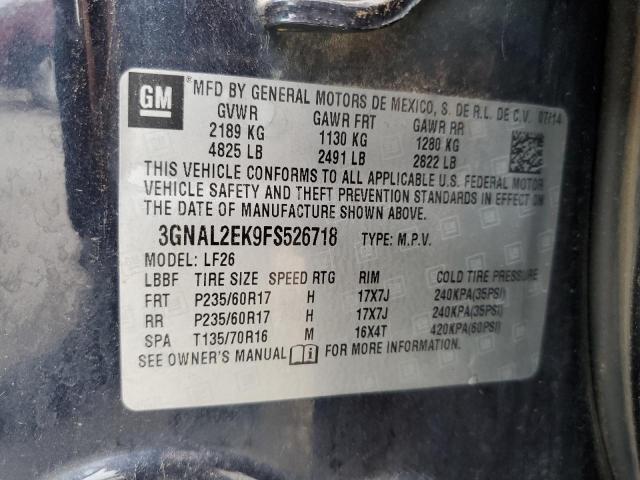 GM ® MFD BY GENERAL MOTORS DE MEXICO, S. DE R.L. DE C.V. 07/14
GVWR GAWR FRT GAWR RR
2189 KG 1130 KG 1280 KG
4825 LB 2491 LB 2822 LB
THIS VEHICLE CONFORMS TO ALL APPLICABLE U.S. FEDERAL MOTOR
VEHICLE SAFETY AND THEFT PREVENTION STANDARDS IN EFFECT ON
THE DATE OF MANUFACTURE SHOWN ABOVE.
3GNAL2EK9FS526718 TYPE: M.P.V.
MODEL: LF26
LBBF TIRE SIZE SPEED RTG RIM COLD TIRE PRESSURE
FRT P235/60R17 H 17X7J 240KPA(35PSI)
RR P235/60R17 H 17X7J 240KPA(35PSI)
SPA T135/70R16 M 16X4T 420KPA(60PSI)
SEE OWNER'S MANUAL i FOR MORE INFORMATION.